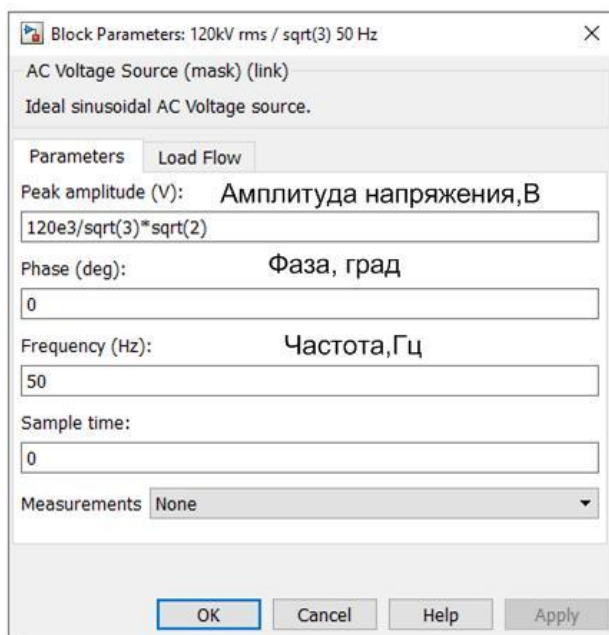 Block Parameters: 120kV rms / sqrt(3) 50 Hz
AC Voltage Source (mask) (link)
Ideal sinusoidal AC Voltage source.
Parameters Load Flow
Peak amplitude (V): Амплитуда напряжения,В
120e3/sqrt(3)*sqrt(2)
Phase (deg): Фаза, град
0
Frequency (Hz): Частота,Гц
50
Sample time:
0
Measurements None
OK Cancel Help Apply